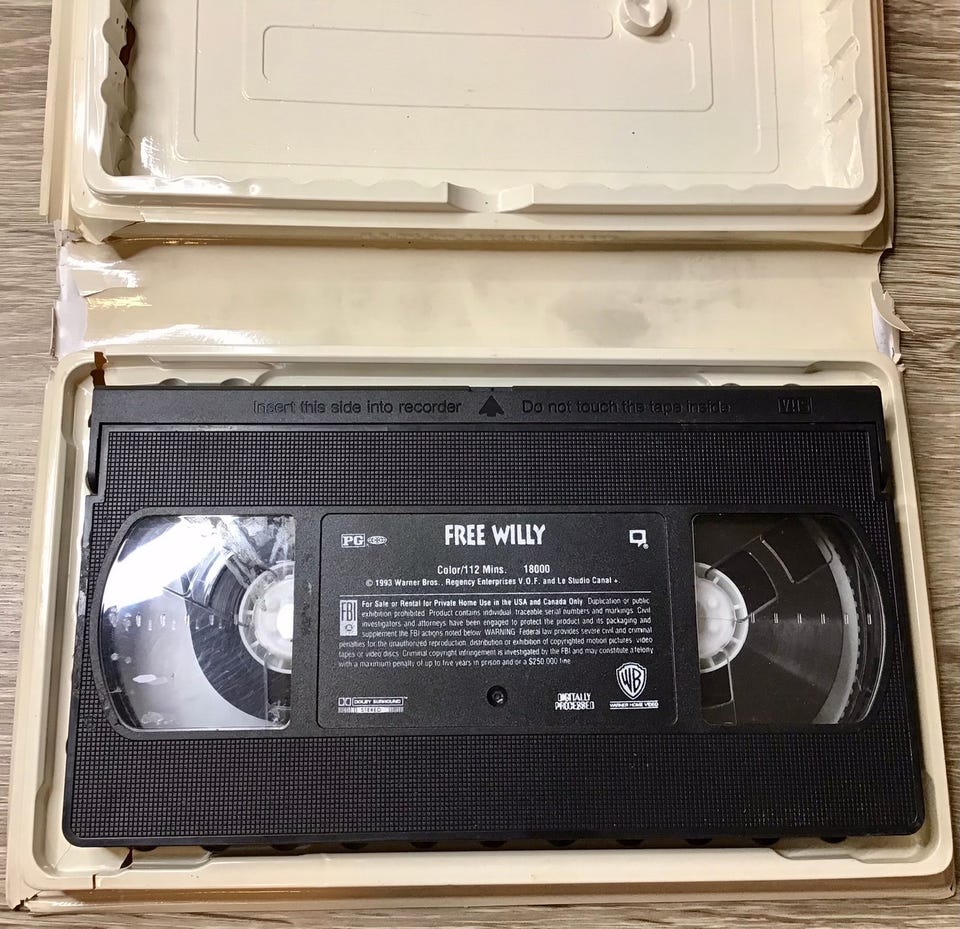 Insert this side into recorder Do not touch the tape inside VHS
PG FREE WILLY
Color/112 Mins. 18000
© 1993 Warner Bros., Regency Enterprises V.O.F. and Le Studio Canal +.
FBI For Sale or Rental for Private Home Use in the USA and Canada Only Duplication or public
exhibition prohibited. Product contains individual traceable serial numbers and markings. Civil
investigators and attorneys have been engaged to protect the product and its packaging and
supplement the FBI actions noted below WARNING Federal law provides severe civil and criminal
penalties for the unauthorized reproduction, distribution or exhibition of copyrighted motion pictures, video
tapes or video discs. Criminal copyright infringement is investigated by the FBI and may constitute a felony
with a maximum penalty of up to five years in prison and or a $250,000 fine
DOLBY SURROUND
STEREO
DIGITALLY
PROCESSED
WB
WARNER HOME VIDEO